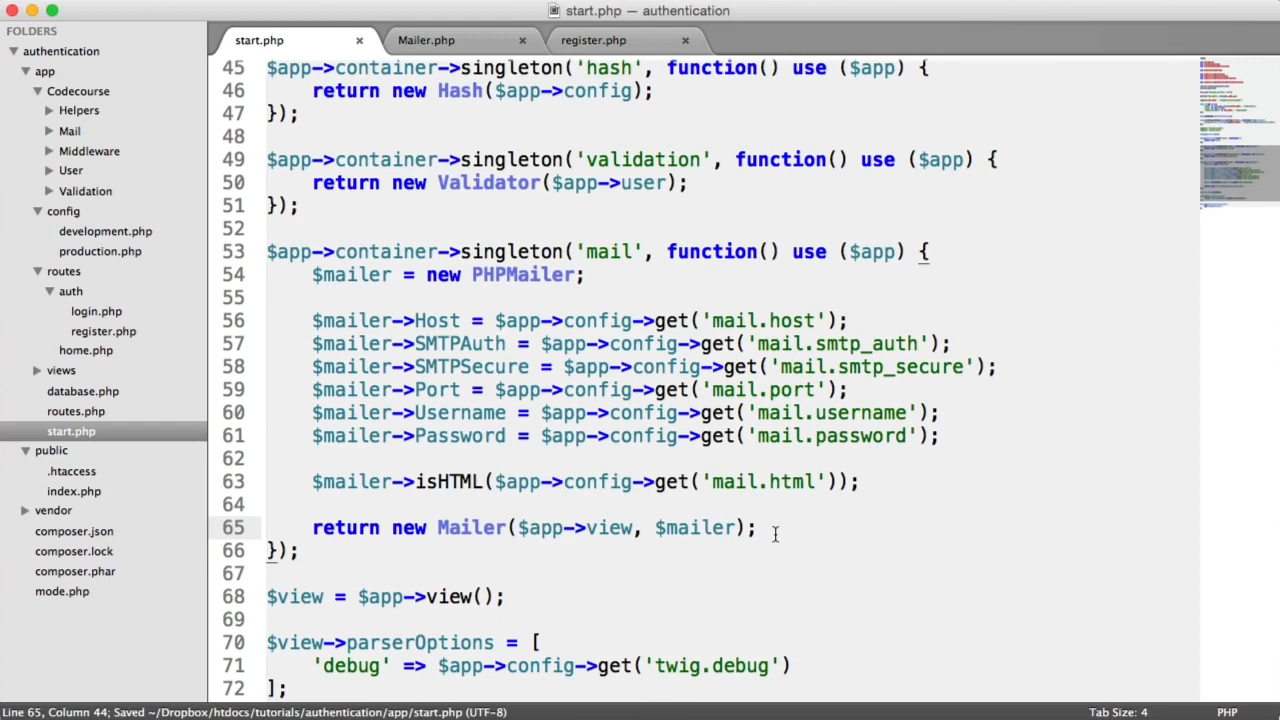 start.php — authentication
FOLDERS
authentication
app
Codecourse
Helpers
Mail
Middleware
User
Validation
config
development.php
production.php
routes
auth
login.php
register.php
home.php
views
database.php
routes.php
start.php
public
.htaccess
index.php
vendor
composer.json
composer.lock
composer.phar
mode.php
start.php × Mailer.php × register.php ×
45 $app->container->singleton('hash', function() use ($app) {
46     return new Hash($app->config);
47 });
48
49 $app->container->singleton('validation', function() use ($app) {
50     return new Validator($app->user);
51 });
52
53 $app->container->singleton('mail', function() use ($app) {
54     $mailer = new PHPMailer;
55
56     $mailer->Host = $app->config->get('mail.host');
57     $mailer->SMTPAuth = $app->config->get('mail.smtp_auth');
58     $mailer->SMTPSecure = $app->config->get('mail.smtp_secure');
59     $mailer->Port = $app->config->get('mail.port');
60     $mailer->Username = $app->config->get('mail.username');
61     $mailer->Password = $app->config->get('mail.password');
62
63     $mailer->isHTML($app->config->get('mail.html'));
64
65     return new Mailer($app->view, $mailer);
66 });
67
68 $view = $app->view();
69
70 $view->parserOptions = [
71     'debug' => $app->config->get('twig.debug')
72 ];
Line 65, Column 44; Saved ~/Dropbox/htdocs/tutorials/authentication/app/start.php (UTF-8) Tab Size: 4 PHP